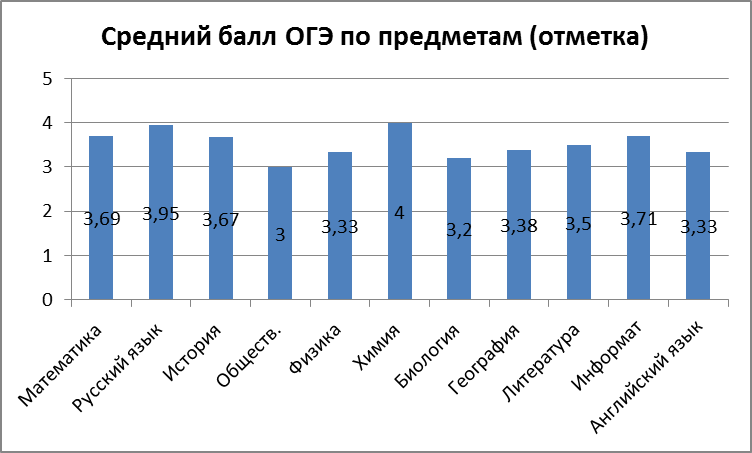 Средний балл ОГЭ по предметам (отметка)
5
4
3
2
1
0
3,69
3,95
3,67
3
3,33
4
3,2
3,38
3,5
3,71
3,33
Математика
Русский язык
История
Обществ.
Физика
Химия
Биология
География
Литература
Информат
Английский язык